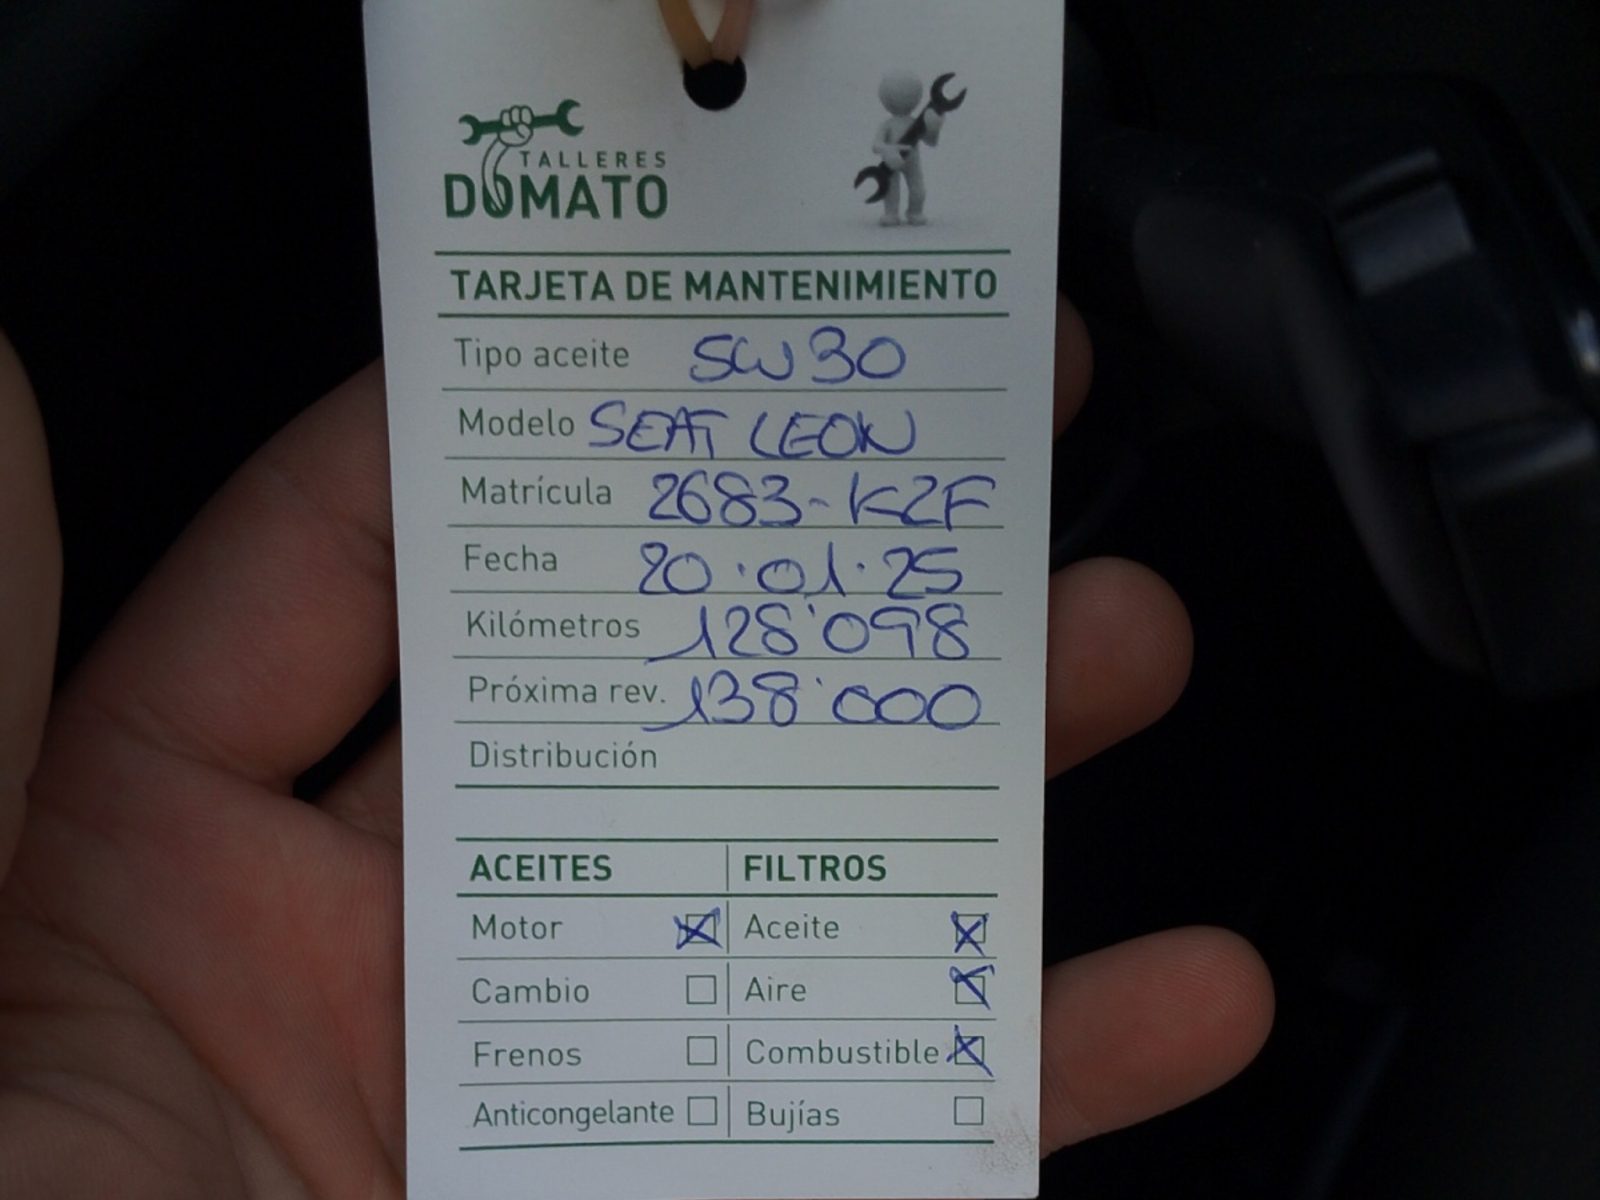 TALLERES
DOMATO
TARJETA DE MANTENIMIENTO
Tipo aceite 5W30
Modelo SEAT LEON
Matrícula 2683-KZF
Fecha 20·01·25
Kilómetros 128'098
Próxima rev. 138'000
Distribución
ACEITES FILTROS
Motor Aceite
Cambio Aire
Frenos Combustible
Anticongelante Bujías